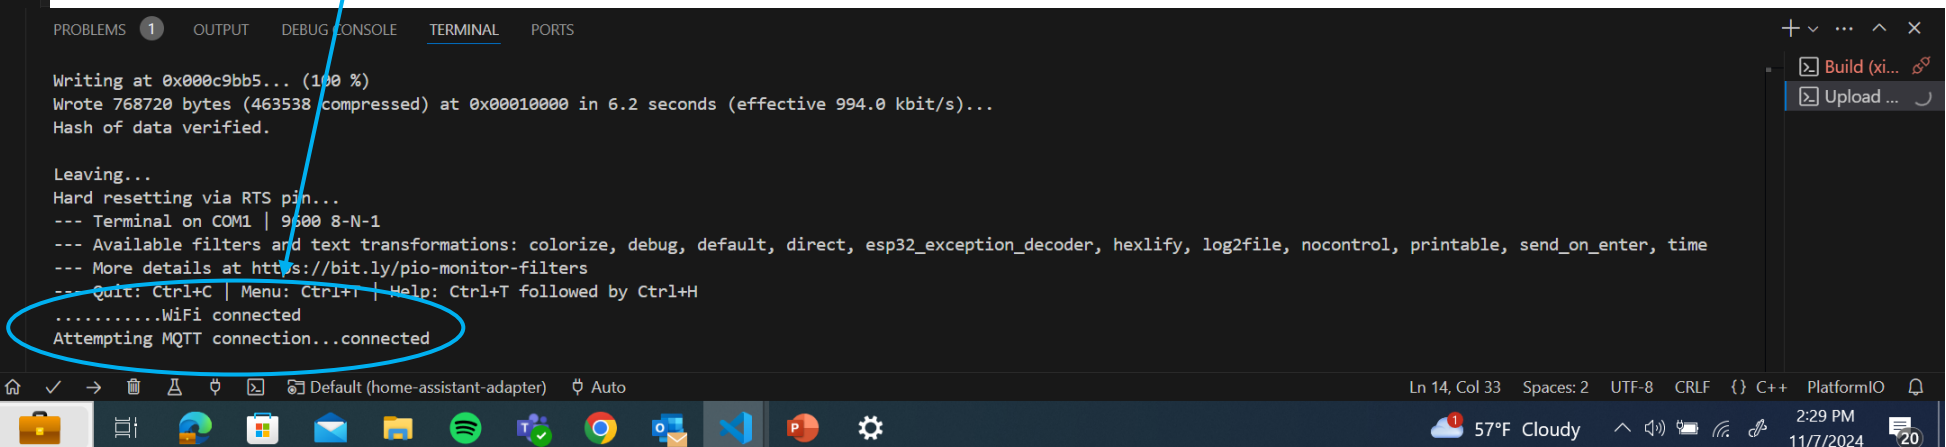 PROBLEMS 1 OUTPUT DEBUG CONSOLE TERMINAL PORTS
Writing at 0x000c9bb5... (100 %)
Wrote 768720 bytes (463538 compressed) at 0x00010000 in 6.2 seconds (effective 994.0 kbit/s)...
Hash of data verified.
Leaving...
Hard resetting via RTS pin...
--- Terminal on COM1 | 9600 8-N-1
--- Available filters and text transformations: colorize, debug, default, direct, esp32_exception_decoder, hexlify, log2file, nocontrol, printable, send_on_enter, time
--- More details at https://bit.ly/pio-monitor-filters
--- Quit: Ctrl+C | Menu: Ctrl+T | Help: Ctrl+T followed by Ctrl+H
...........WiFi connected
Attempting MQTT connection...connected
Build (xi...
Upload ...
Default (home-assistant-adapter) Auto Ln 14, Col 33 Spaces: 2 UTF-8 CRLF {} C++ PlatformIO
1 57°F Cloudy 2:29 PM
11/7/2024 20